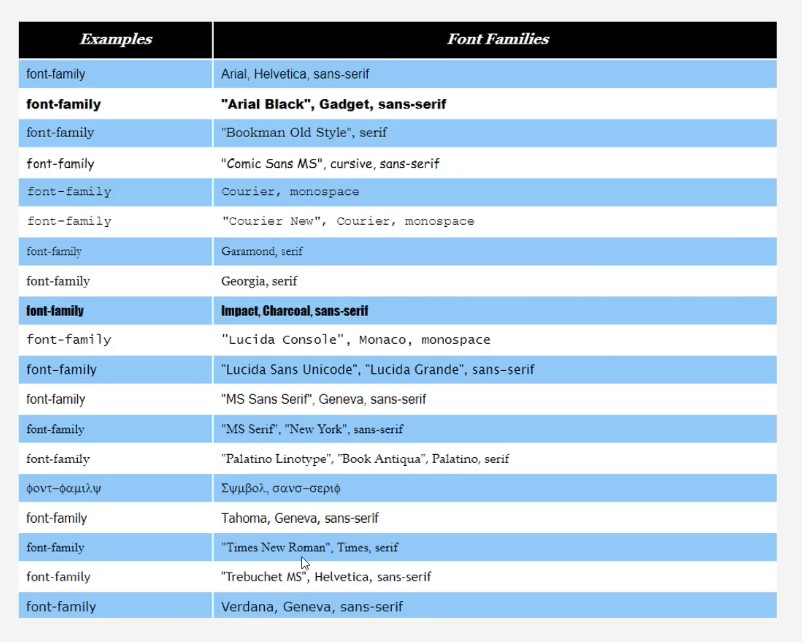 Examples Font Families
font-family Arial, Helvetica, sans-serif
font-family "Arial Black", Gadget, sans-serif
font-family "Bookman Old Style", serif
font-family "Comic Sans MS", cursive, sans-serif
font-family Courier, monospace
font-family "Courier New", Courier, monospace
font-family Garamond, serif
font-family Georgia, serif
font-family Impact, Charcoal, sans-serif
font-family "Lucida Console", Monaco, monospace
font-family "Lucida Sans Unicode", "Lucida Grande", sans-serif
font-family "MS Sans Serif", Geneva, sans-serif
font-family "MS Serif", "New York", sans-serif
font-family "Palatino Linotype", "Book Antiqua", Palatino, serif
φοντ−φαμιλψ Σψμβολ, σανσ−σεριφ
font-family Tahoma, Geneva, sans-serif
font-family "Times New Roman", Times, serif
font-family "Trebuchet MS", Helvetica, sans-serif
font-family Verdana, Geneva, sans-serif